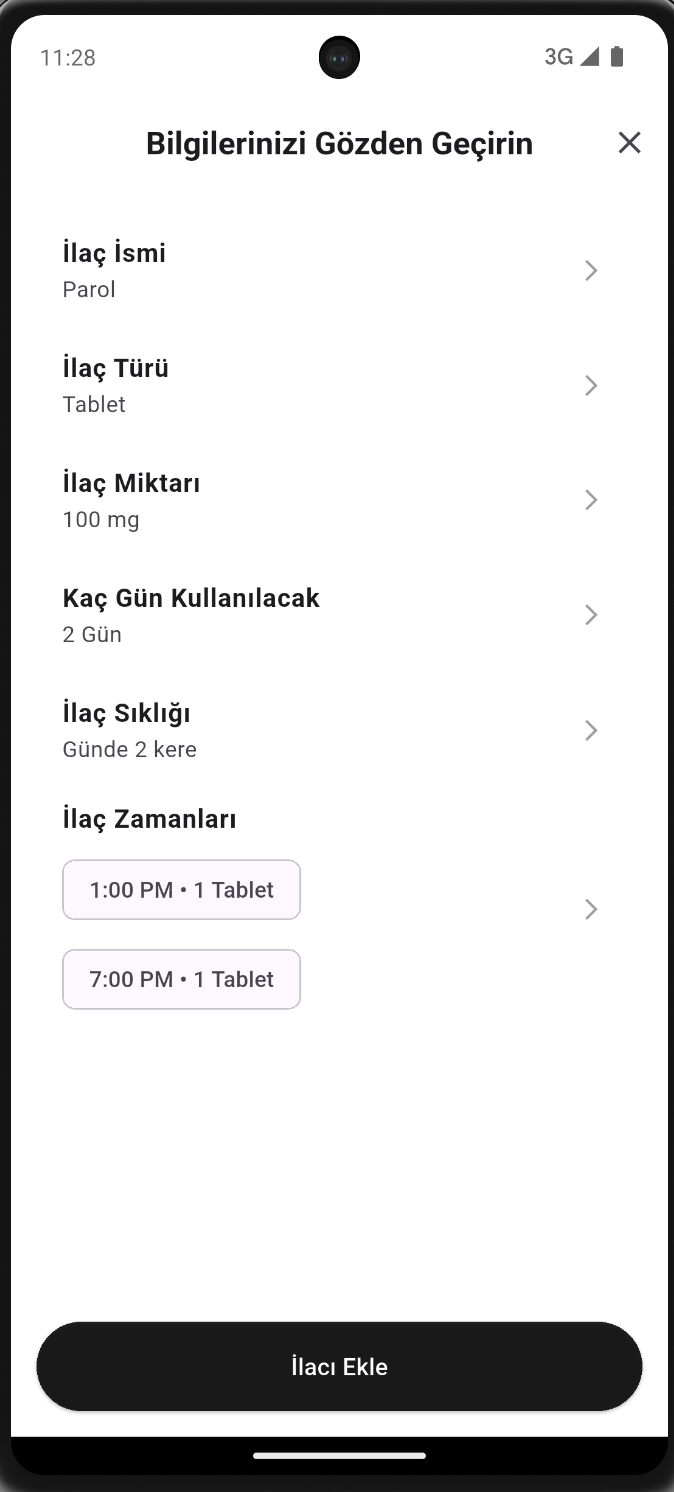 11:28
3G
Bilgilerinizi Gözden Geçirin
İlaç İsmi
Parol
İlaç Türü
Tablet
İlaç Miktarı
100 mg
Kaç Gün Kullanılacak
2 Gün
İlaç Sıklığı
Günde 2 kere
İlaç Zamanları
1:00 PM • 1 Tablet
7:00 PM • 1 Tablet
İlacı Ekle